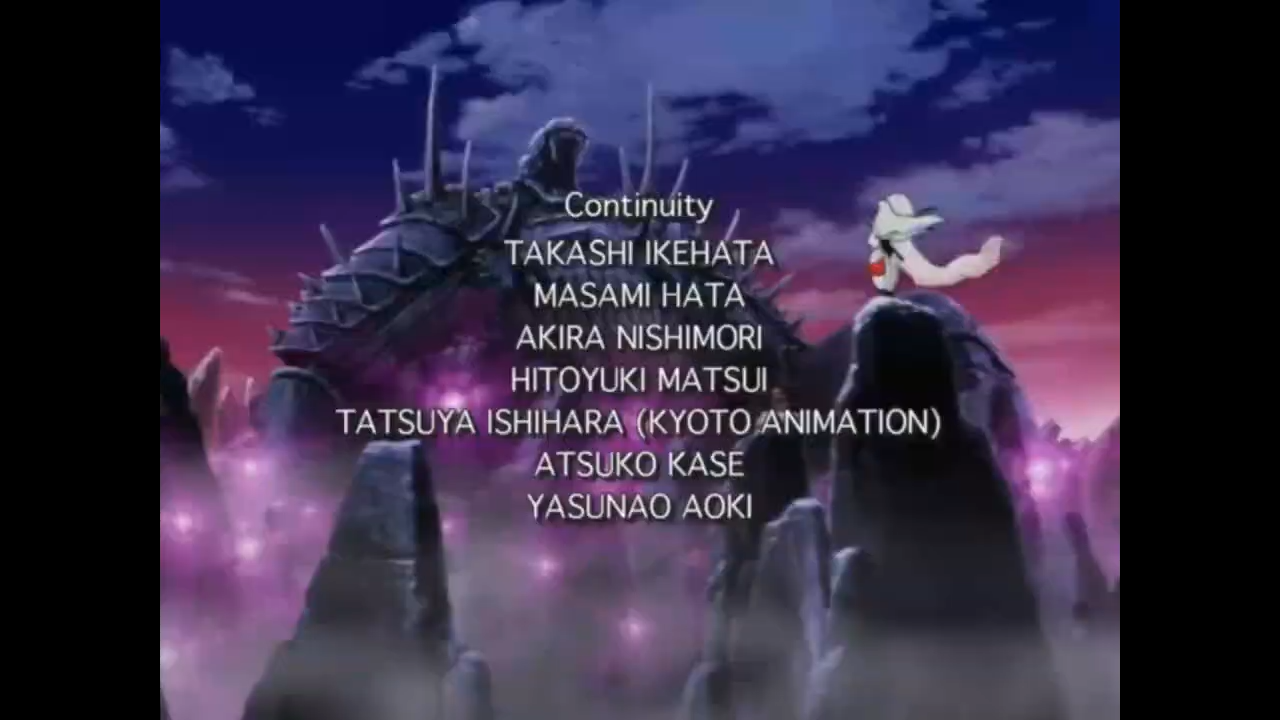 Continuity
TAKASHI IKEHATA
MASAMI HATA
AKIRA NISHIMORI
HITOYUKI MATSUI
TATSUYA ISHIHARA (KYOTO ANIMATION)
ATSUKO KASE
YASUNAO AOKI